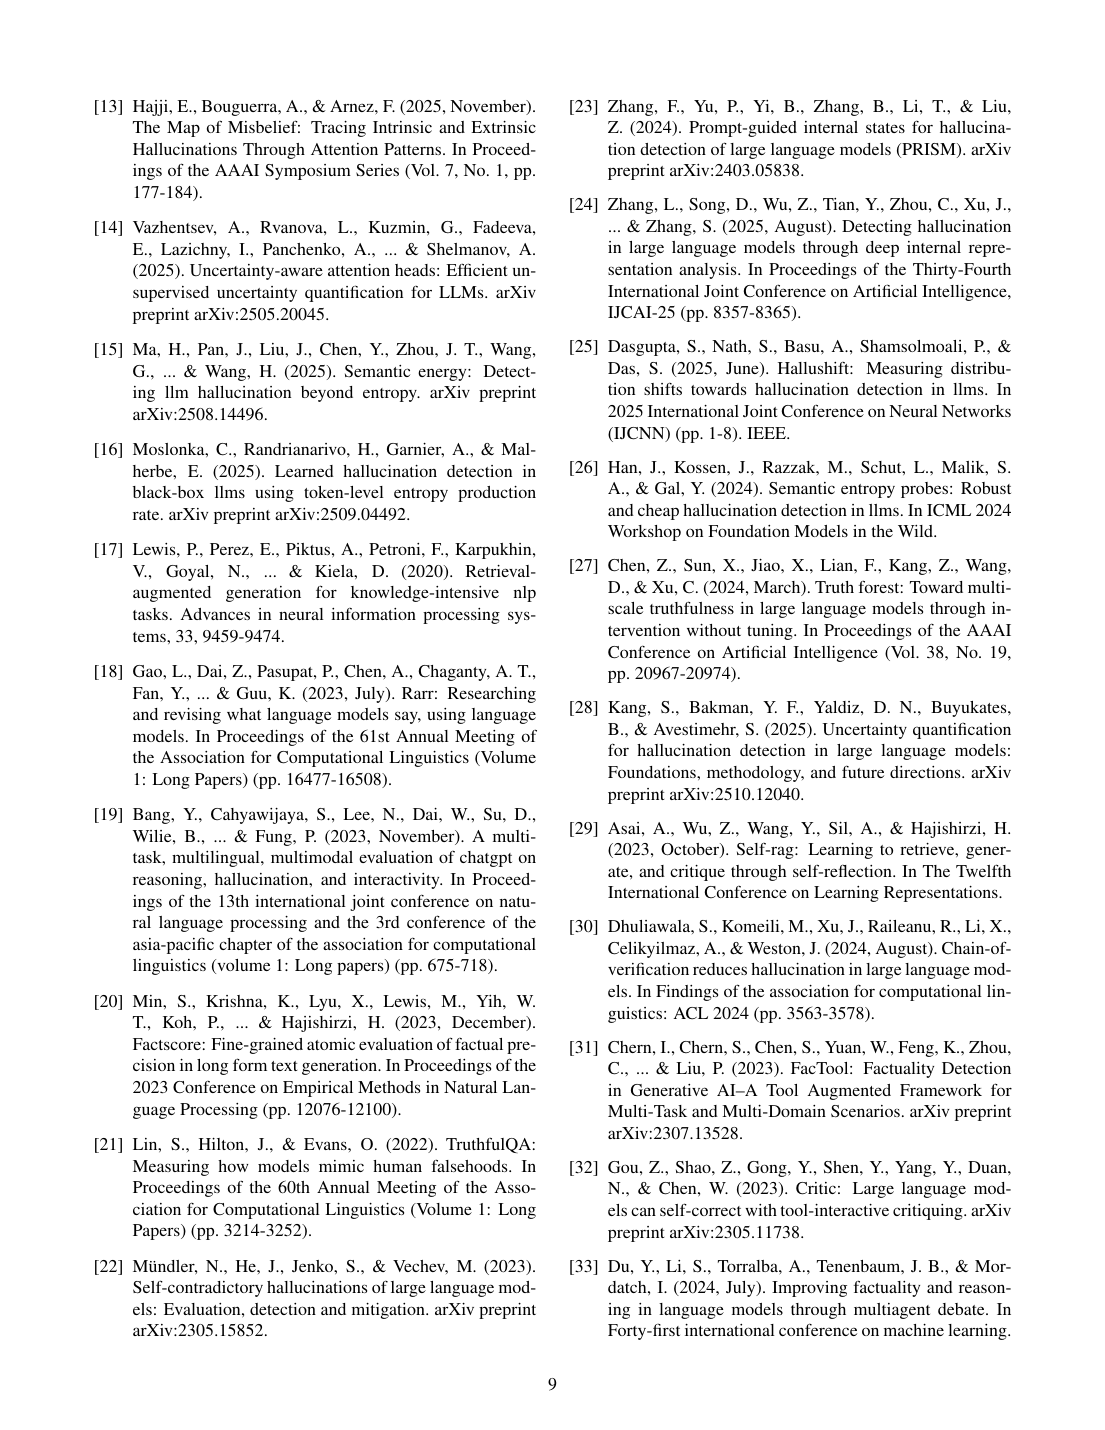 [13] Hajji, E., Bouguerra, A., & Arnez, F. (2025, November).
The Map of Misbelief: Tracing Intrinsic and Extrinsic
Hallucinations Through Attention Patterns. In Proceed-
ings of the AAAI Symposium Series (Vol. 7, No. 1, pp.
177-184).
[14] Vazhentsev, A., Rvanova, L., Kuzmin, G., Fadeeva,
E., Lazichny, I., Panchenko, A., ... & Shelmanov, A.
(2025). Uncertainty-aware attention heads: Efficient un-
supervised uncertainty quantification for LLMs. arXiv
preprint arXiv:2505.20045.
[15] Ma, H., Pan, J., Liu, J., Chen, Y., Zhou, J. T., Wang,
G., ... & Wang, H. (2025). Semantic energy: Detect-
ing llm hallucination beyond entropy. arXiv preprint
arXiv:2508.14496.
[16] Moslonka, C., Randrianarivo, H., Garnier, A., & Mal-
herbe, E. (2025). Learned hallucination detection in
black-box llms using token-level entropy production
rate. arXiv preprint arXiv:2509.04492.
[17] Lewis, P., Perez, E., Piktus, A., Petroni, F., Karpukhin,
V., Goyal, N., ... & Kiela, D. (2020). Retrieval-
augmented generation for knowledge-intensive nlp
tasks. Advances in neural information processing sys-
tems, 33, 9459-9474.
[18] Gao, L., Dai, Z., Pasupat, P., Chen, A., Chaganty, A. T.,
Fan, Y., ... & Guu, K. (2023, July). Rarr: Researching
and revising what language models say, using language
models. In Proceedings of the 61st Annual Meeting of
the Association for Computational Linguistics (Volume
1: Long Papers) (pp. 16477-16508).
[19] Bang, Y., Cahyawijaya, S., Lee, N., Dai, W., Su, D.,
Wilie, B., ... & Fung, P. (2023, November). A multi-
task, multilingual, multimodal evaluation of chatgpt on
reasoning, hallucination, and interactivity. In Proceed-
ings of the 13th international joint conference on natu-
ral language processing and the 3rd conference of the
asia-pacific chapter of the association for computational
linguistics (volume 1: Long papers) (pp. 675-718).
[20] Min, S., Krishna, K., Lyu, X., Lewis, M., Yih, W.
T., Koh, P., ... & Hajishirzi, H. (2023, December).
Factscore: Fine-grained atomic evaluation of factual pre-
cision in long form text generation. In Proceedings of the
2023 Conference on Empirical Methods in Natural Lan-
guage Processing (pp. 12076-12100).
[21] Lin, S., Hilton, J., & Evans, O. (2022). TruthfulQA:
Measuring how models mimic human falsehoods. In
Proceedings of the 60th Annual Meeting of the Asso-
ciation for Computational Linguistics (Volume 1: Long
Papers) (pp. 3214-3252).
[22] Mündler, N., He, J., Jenko, S., & Vechev, M. (2023).
Self-contradictory hallucinations of large language mod-
els: Evaluation, detection and mitigation. arXiv preprint
arXiv:2305.15852.
[23] Zhang, F., Yu, P., Yi, B., Zhang, B., Li, T., & Liu,
Z. (2024). Prompt-guided internal states for hallucina-
tion detection of large language models (PRISM). arXiv
preprint arXiv:2403.05838.
[24] Zhang, L., Song, D., Wu, Z., Tian, Y., Zhou, C., Xu, J.,
... & Zhang, S. (2025, August). Detecting hallucination
in large language models through deep internal repre-
sentation analysis. In Proceedings of the Thirty-Fourth
International Joint Conference on Artificial Intelligence,
IJCAI-25 (pp. 8357-8365).
[25] Dasgupta, S., Nath, S., Basu, A., Shamsolmoali, P., &
Das, S. (2025, June). Hallushift: Measuring distribu-
tion shifts towards hallucination detection in llms. In
2025 International Joint Conference on Neural Networks
(IJCNN) (pp. 1-8). IEEE.
[26] Han, J., Kossen, J., Razzak, M., Schut, L., Malik, S.
A., & Gal, Y. (2024). Semantic entropy probes: Robust
and cheap hallucination detection in llms. In ICML 2024
Workshop on Foundation Models in the Wild.
[27] Chen, Z., Sun, X., Jiao, X., Lian, F., Kang, Z., Wang,
D., & Xu, C. (2024, March). Truth forest: Toward multi-
scale truthfulness in large language models through in-
tervention without tuning. In Proceedings of the AAAI
Conference on Artificial Intelligence (Vol. 38, No. 19,
pp. 20967-20974).
[28] Kang, S., Bakman, Y. F., Yaldiz, D. N., Buyukates,
B., & Avestimehr, S. (2025). Uncertainty quantification
for hallucination detection in large language models:
Foundations, methodology, and future directions. arXiv
preprint arXiv:2510.12040.
[29] Asai, A., Wu, Z., Wang, Y., Sil, A., & Hajishirzi, H.
(2023, October). Self-rag: Learning to retrieve, gener-
ate, and critique through self-reflection. In The Twelfth
International Conference on Learning Representations.
[30] Dhuliawala, S., Komeili, M., Xu, J., Raileanu, R., Li, X.,
Celikyilmaz, A., & Weston, J. (2024, August). Chain-of-
verification reduces hallucination in large language mod-
els. In Findings of the association for computational lin-
guistics: ACL 2024 (pp. 3563-3578).
[31] Chern, I., Chern, S., Chen, S., Yuan, W., Feng, K., Zhou,
C., ... & Liu, P. (2023). FacTool: Factuality Detection
in Generative AI–A Tool Augmented Framework for
Multi-Task and Multi-Domain Scenarios. arXiv preprint
arXiv:2307.13528.
[32] Gou, Z., Shao, Z., Gong, Y., Shen, Y., Yang, Y., Duan,
N., & Chen, W. (2023). Critic: Large language mod-
els can self-correct with tool-interactive critiquing. arXiv
preprint arXiv:2305.11738.
[33] Du, Y., Li, S., Torralba, A., Tenenbaum, J. B., & Mor-
datch, I. (2024, July). Improving factuality and reason-
ing in language models through multiagent debate. In
Forty-first international conference on machine learning.
9